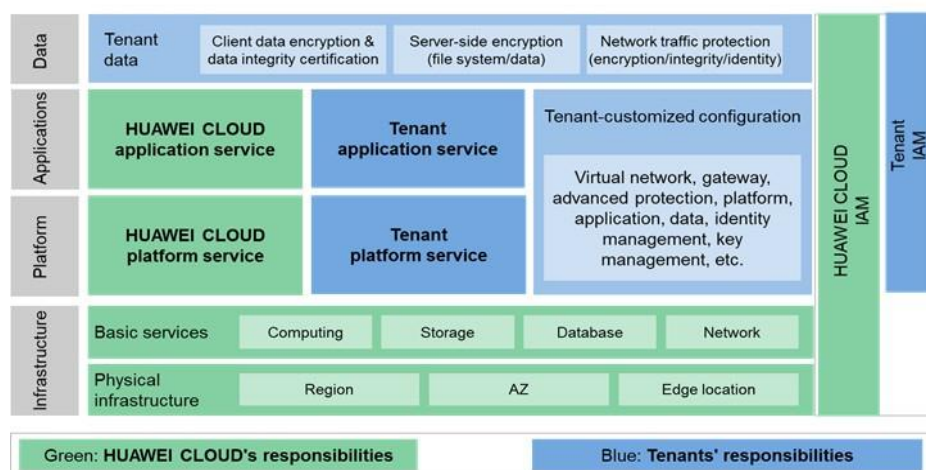 Data
Tenant
data
Client data encryption &
data integrity certification
Server-side encryption
(file system/data)
Network traffic protection
(encryption/integrity/identity)
Applications
HUAWEI CLOUD
application service
Tenant
application service
Tenant-customized configuration
Virtual network, gateway,
advanced protection, platform,
application, data, identity
management, key
management, etc.
Platform
HUAWEI CLOUD
platform service
Tenant
platform service
Infrastructure
Basic services
Computing
Storage
Database
Network
Physical
infrastructure
Region
AZ
Edge location
HUAWEI CLOUD
IAM
Tenant
IAM
Green: HUAWEI CLOUD's responsibilities
Blue: Tenants' responsibilities